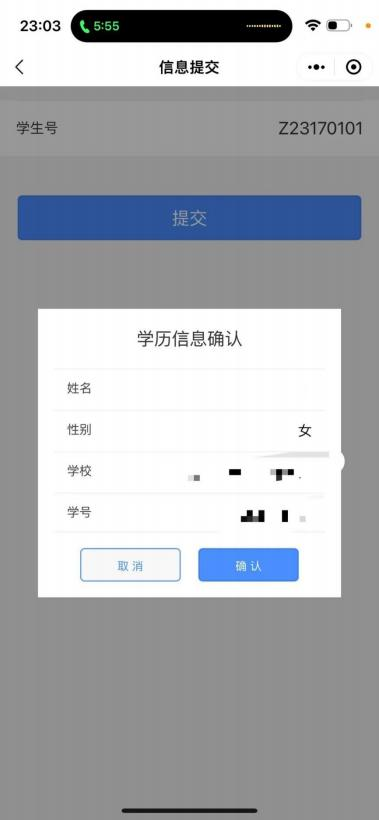 23:03
5:55
信息提交
学生号 Z23170101
提交
学历信息确认
姓名
性别 女
学校
学号
取消 确认